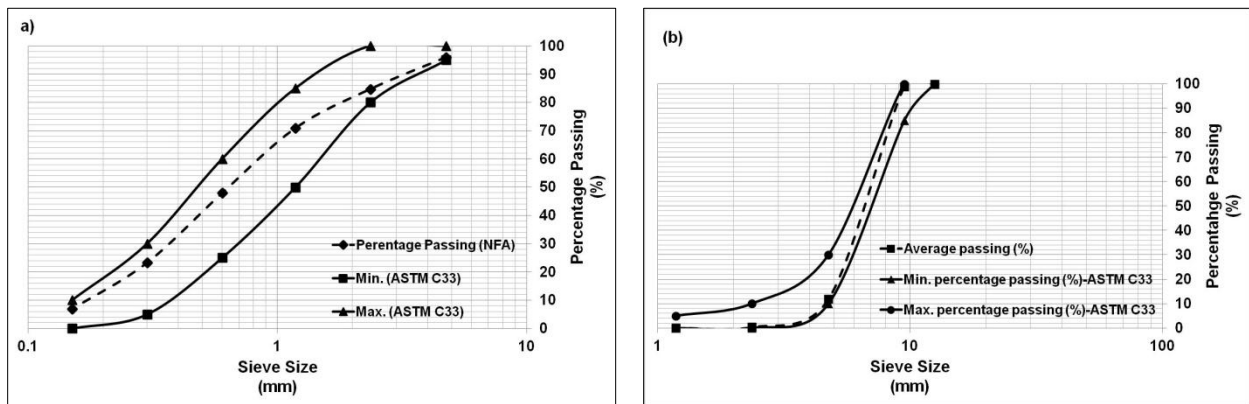 a)
100
90
80
70
60
50
40
30
20
10
0
Percentage Passing
(%)
Perentage Passing (NFA)
Min. (ASTM C33)
Max. (ASTM C33)
0.1
1
10
Sieve Size
(mm)
(b)
100
90
80
70
60
50
40
30
20
10
0
Percentahge Passing
(%)
Average passing (%)
Min. percentage passing (%)-ASTM C33
Max. percentage passing (%)-ASTM C33
1
10
100
Sieve Size
(mm)